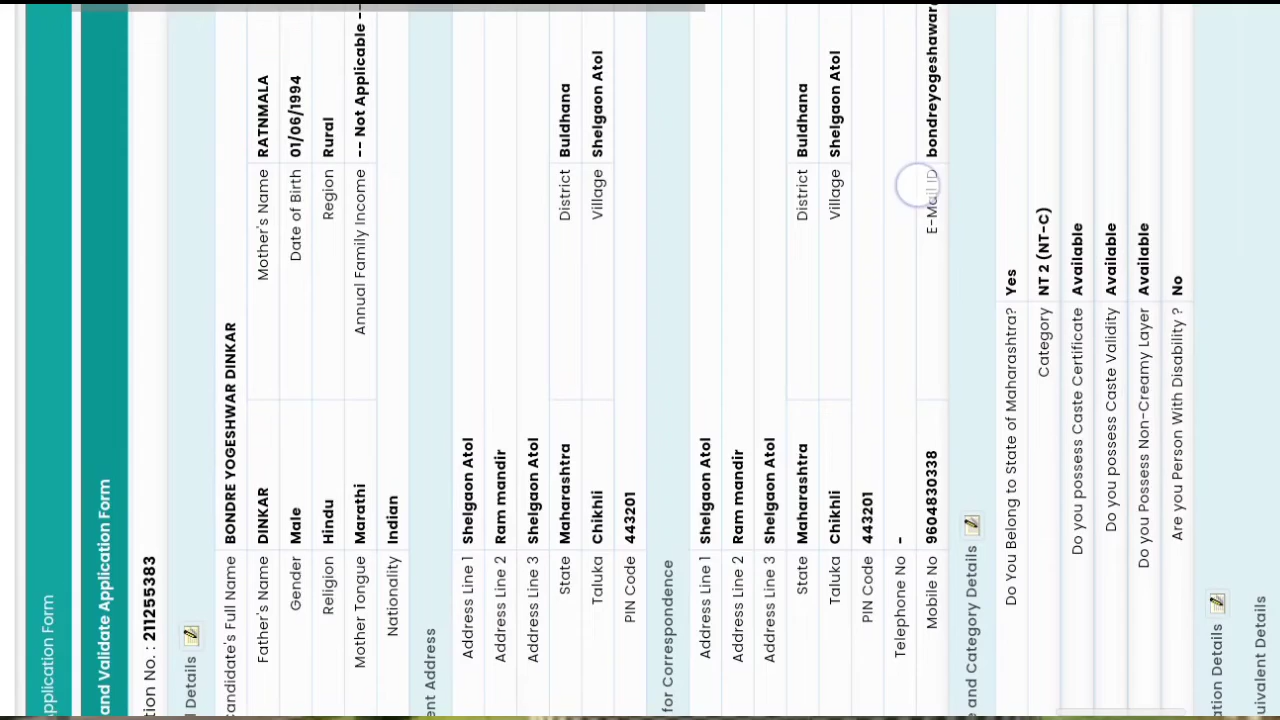 pplication Form
and Validate Application Form
tion No. : 211255383
l Details
Candidate's Full Name BONDRE YOGESHWAR DINKAR
Father's Name DINKAR Mother's Name RATNMALA
Gender Male Date of Birth 01/06/1994
Religion Hindu Region Rural
Mother Tongue Marathi Annual Family Income -- Not Applicable --
Nationality Indian
ent Address
Address Line 1 Shelgaon Atol
Address Line 2 Ram mandir
Address Line 3 Shelgaon Atol
State Maharashtra District Buldhana
Taluka Chikhli Village Shelgaon Atol
PIN Code 443201
for Correspondence
Address Line 1 Shelgaon Atol
Address Line 2 Ram mandir
Address Line 3 Shelgaon Atol
State Maharashtra District Buldhana
Taluka Chikhli Village Shelgaon Atol
PIN Code 443201
Telephone No -
Mobile No 9604830338 E-Mail ID bondreyogeshaward
e and Category Details
Do You Belong to State of Maharashtra? Yes
Category NT 2 (NT-C)
Do you possess Caste Certificate Available
Do you possess Caste Validity Available
Do you Possess Non-Creamy Layer Available
Are you Person With Disability ? No
ation Details
uivalent Details